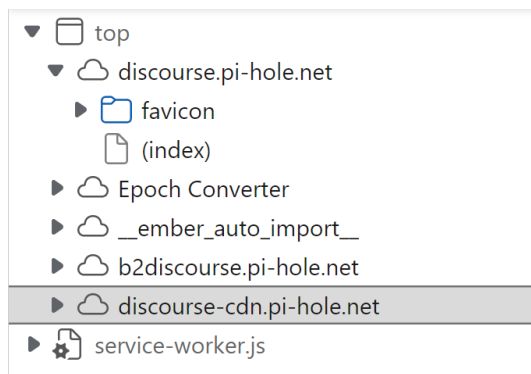 top
discourse.pi-hole.net
favicon
(index)
Epoch Converter
__ember_auto_import__
b2discourse.pi-hole.net
discourse-cdn.pi-hole.net
service-worker.js